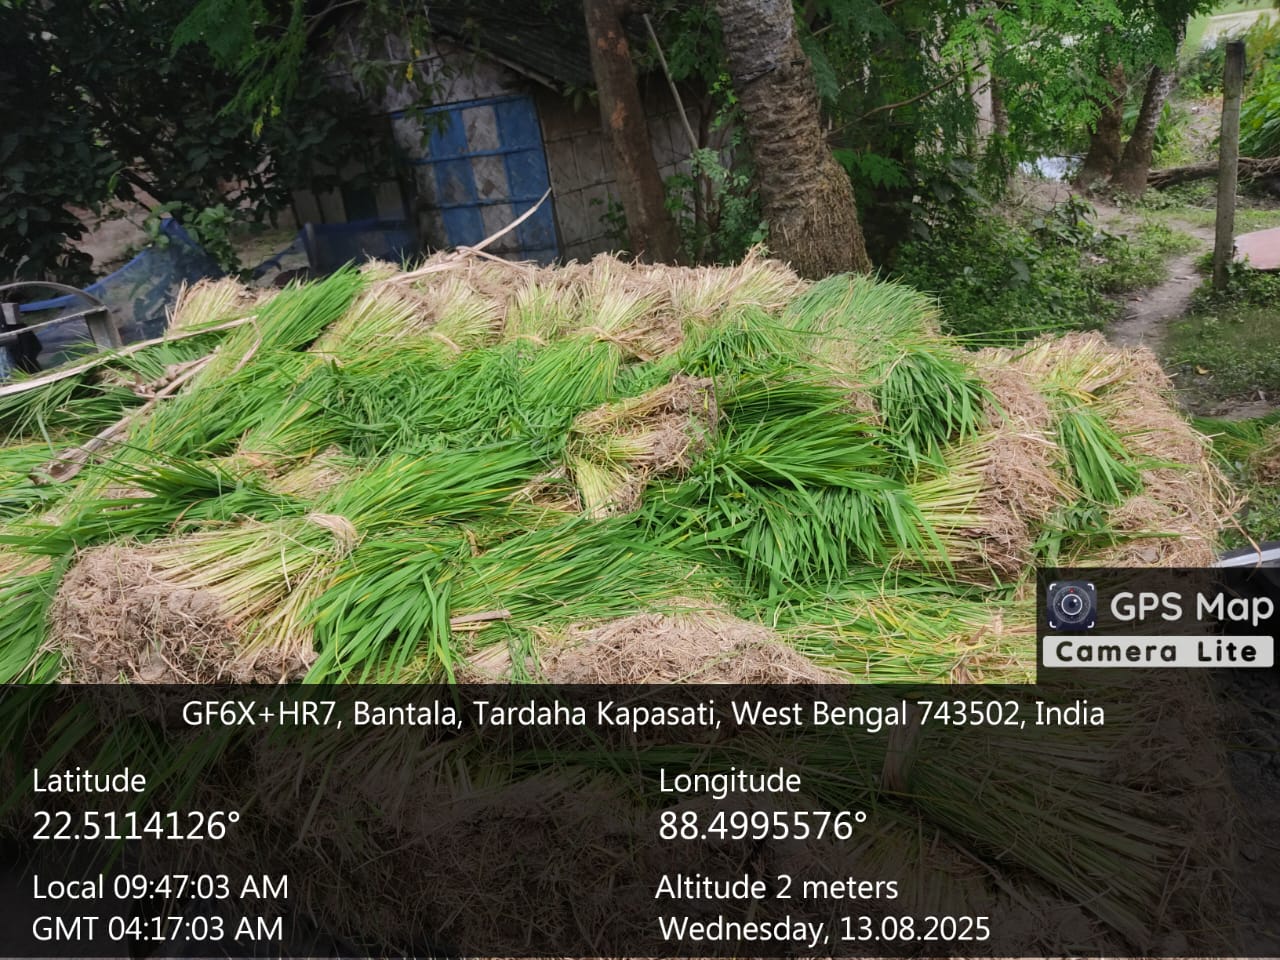 GPS Map
Camera Lite
GF6X+HR7, Bantala, Tardaha Kapasati, West Bengal 743502, India
Latitude
22.5114126°
Longitude
88.4995576°
Local 09:47:03 AM
GMT 04:17:03 AM
Altitude 2 meters
Wednesday, 13.08.2025